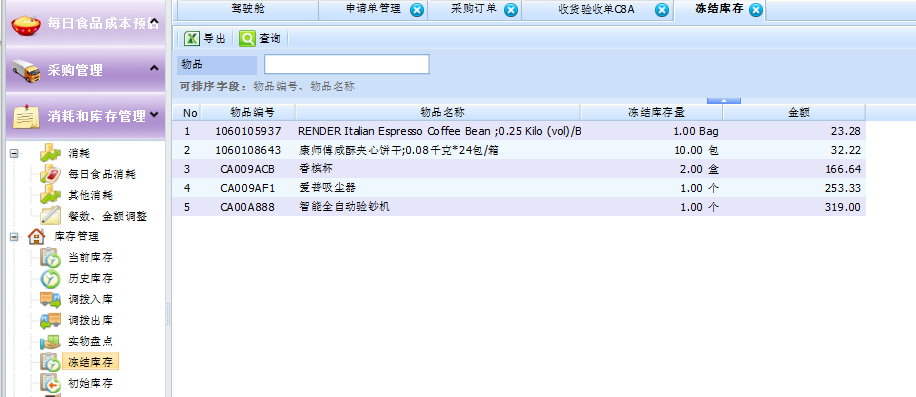 驾驶舱 申请单管理 采购订单 收货验收单C8A 冻结库存
每日食品成本预估
采购管理
消耗和库存管理
消耗
每日食品消耗
其他消耗
餐数、金额调整
库存管理
当前库存
历史库存
调拨入库
调拨出库
实物盘点
冻结库存
初始库存
导出 查询
物品
可排序字段：物品编号、物品名称
No 物品编号 物品名称 冻结库存量 金额
1 1060105937 RENDER Italian Espresso Coffee Bean ;0.25 Kilo (vol)/B 1.00 Bag 23.28
2 1060108643 康师傅咸酥夹心饼干;0.08千克*24包/箱 10.00 包 32.22
3 CA009ACB 香槟杯 2.00 盒 166.64
4 CA009AF1 爱普吸尘器 1.00 个 253.33
5 CA00A888 智能全自动验钞机 1.00 个 319.00